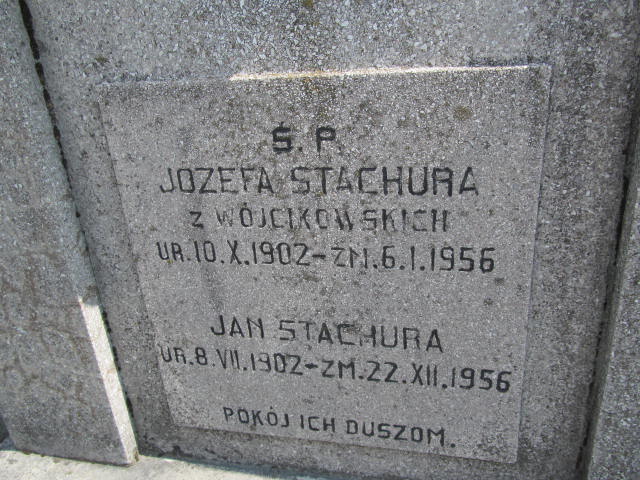 Ś. P.
JÓZEFA STACHURA
z WÓJCIKOWSKICH
UR. 10. X. 1902 – ZM. 6. I. 1956
JAN STACHURA
UR. 8. VII. 1902 – ZM. 22. XII. 1956
POKÓJ ICH DUSZOM.